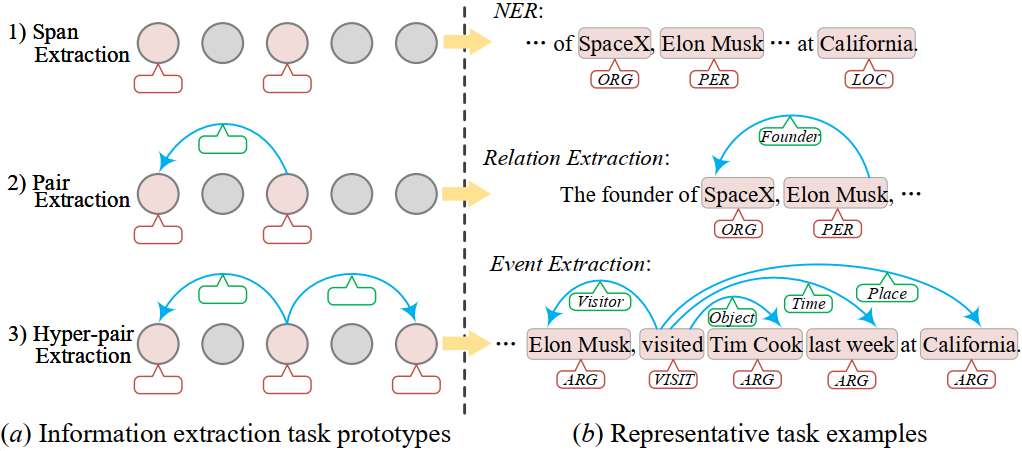 1) Span
Extraction
NER:
··· of SpaceX, Elon Musk ··· at California.
ORG PER LOC
2) Pair
Extraction
Founder
Relation Extraction:
The founder of SpaceX, Elon Musk, ···
ORG PER
3) Hyper-pair
Extraction
Event Extraction:
Visitor Object Time Place
··· Elon Musk, visited Tim Cook last week at California.
ARG VISIT ARG ARG ARG
(a) Information extraction task prototypes
(b) Representative task examples